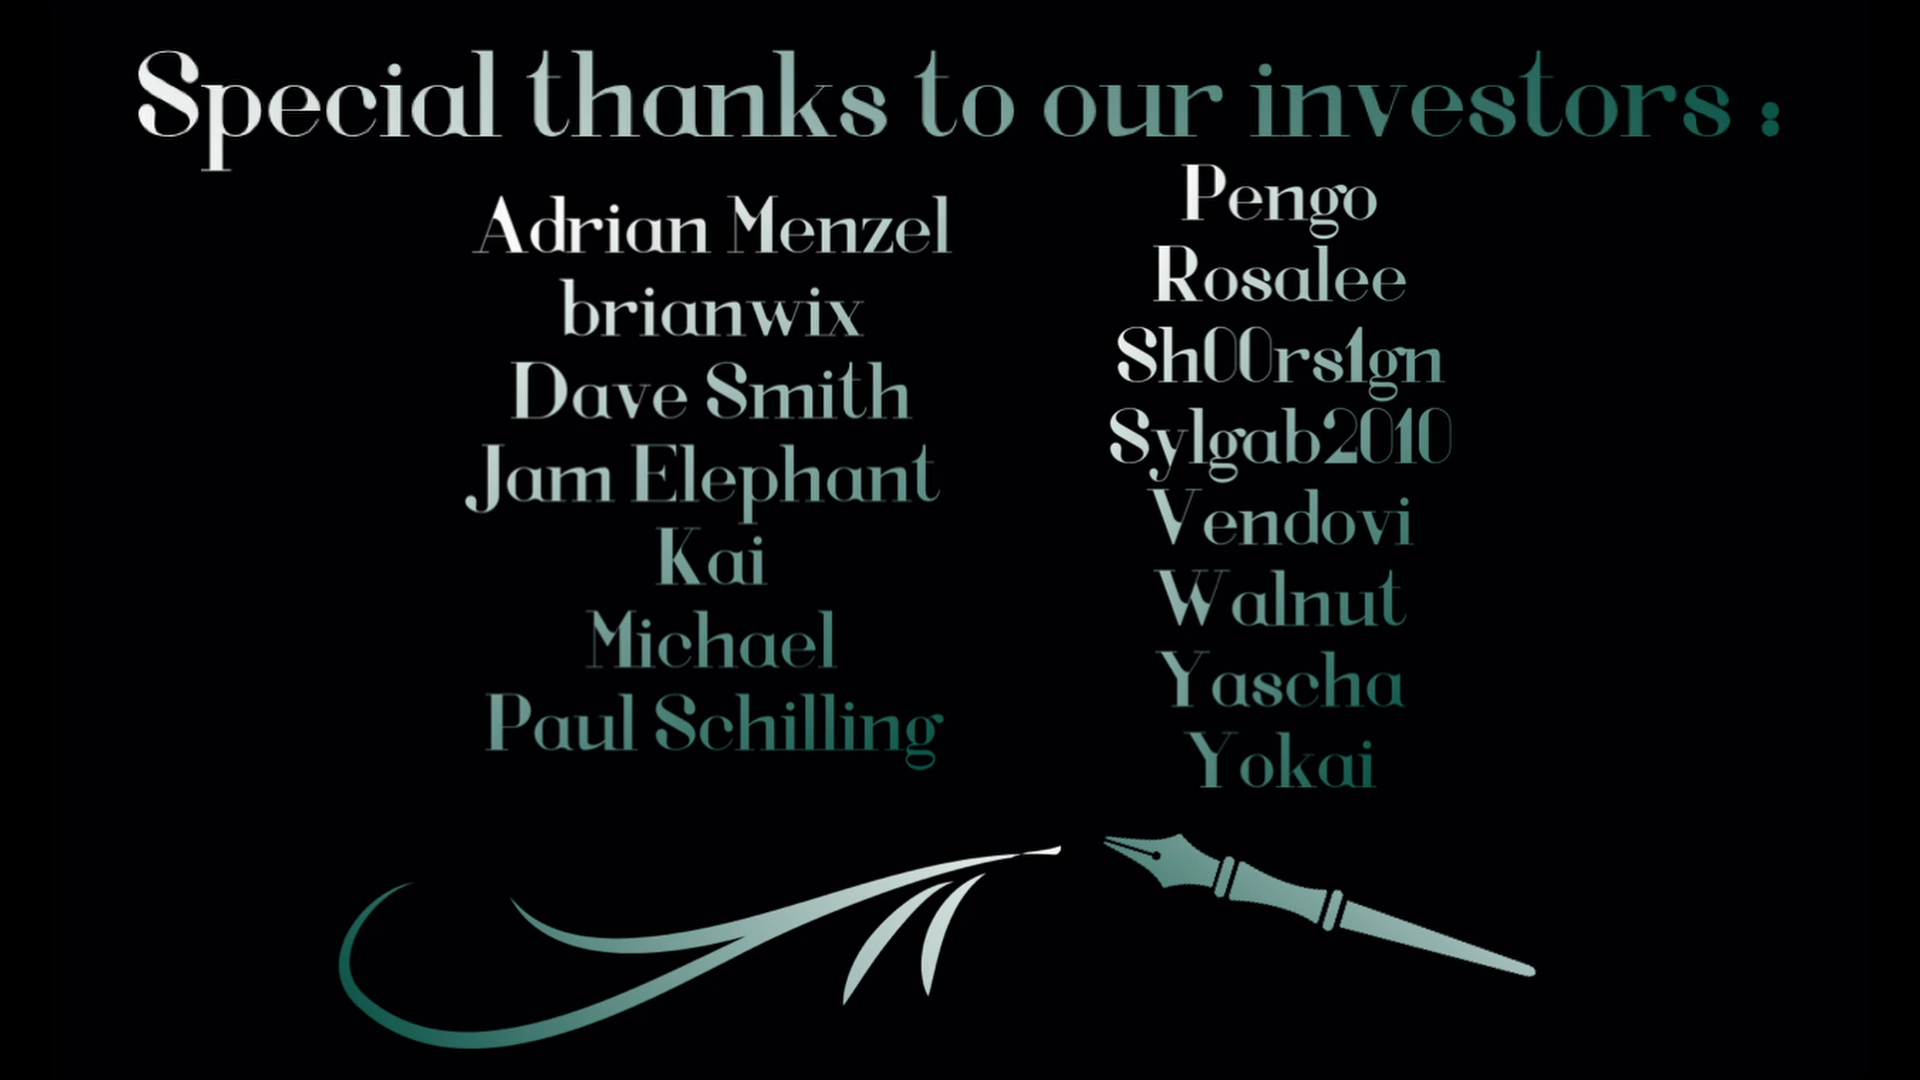 Special thanks to our investors :
Adrian Menzel
brianwix
Dave Smith
Jam Elephant
Kai
Michael
Paul Schilling
Pengo
Rosalee
Sh00rs1gn
Sylgab2010
Vendovi
Walnut
Yascha
Yokai